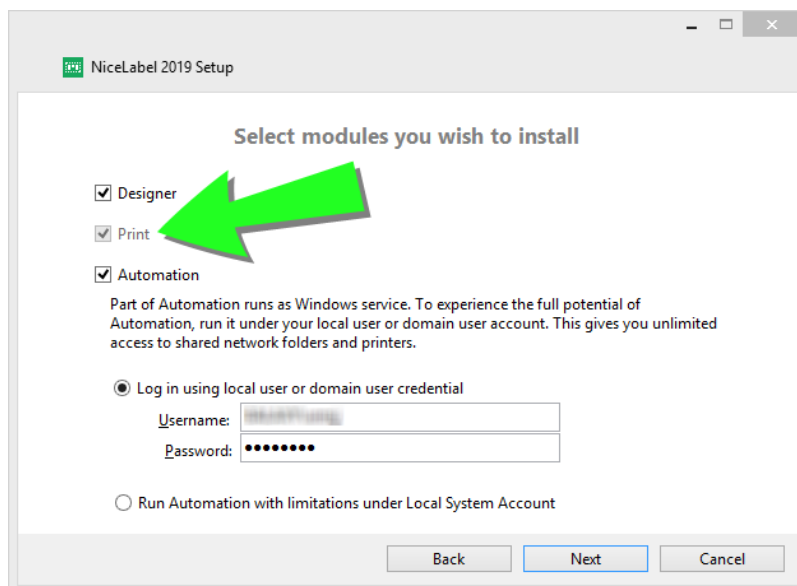 NiceLabel 2019 Setup
Select modules you wish to install
Designer
Print
Automation
Part of Automation runs as Windows service. To experience the full potential of
Automation, run it under your local user or domain user account. This gives you unlimited
access to shared network folders and printers.
Log in using local user or domain user credential
Username:
Password: ●●●●●●●●
Run Automation with limitations under Local System Account
Back Next Cancel